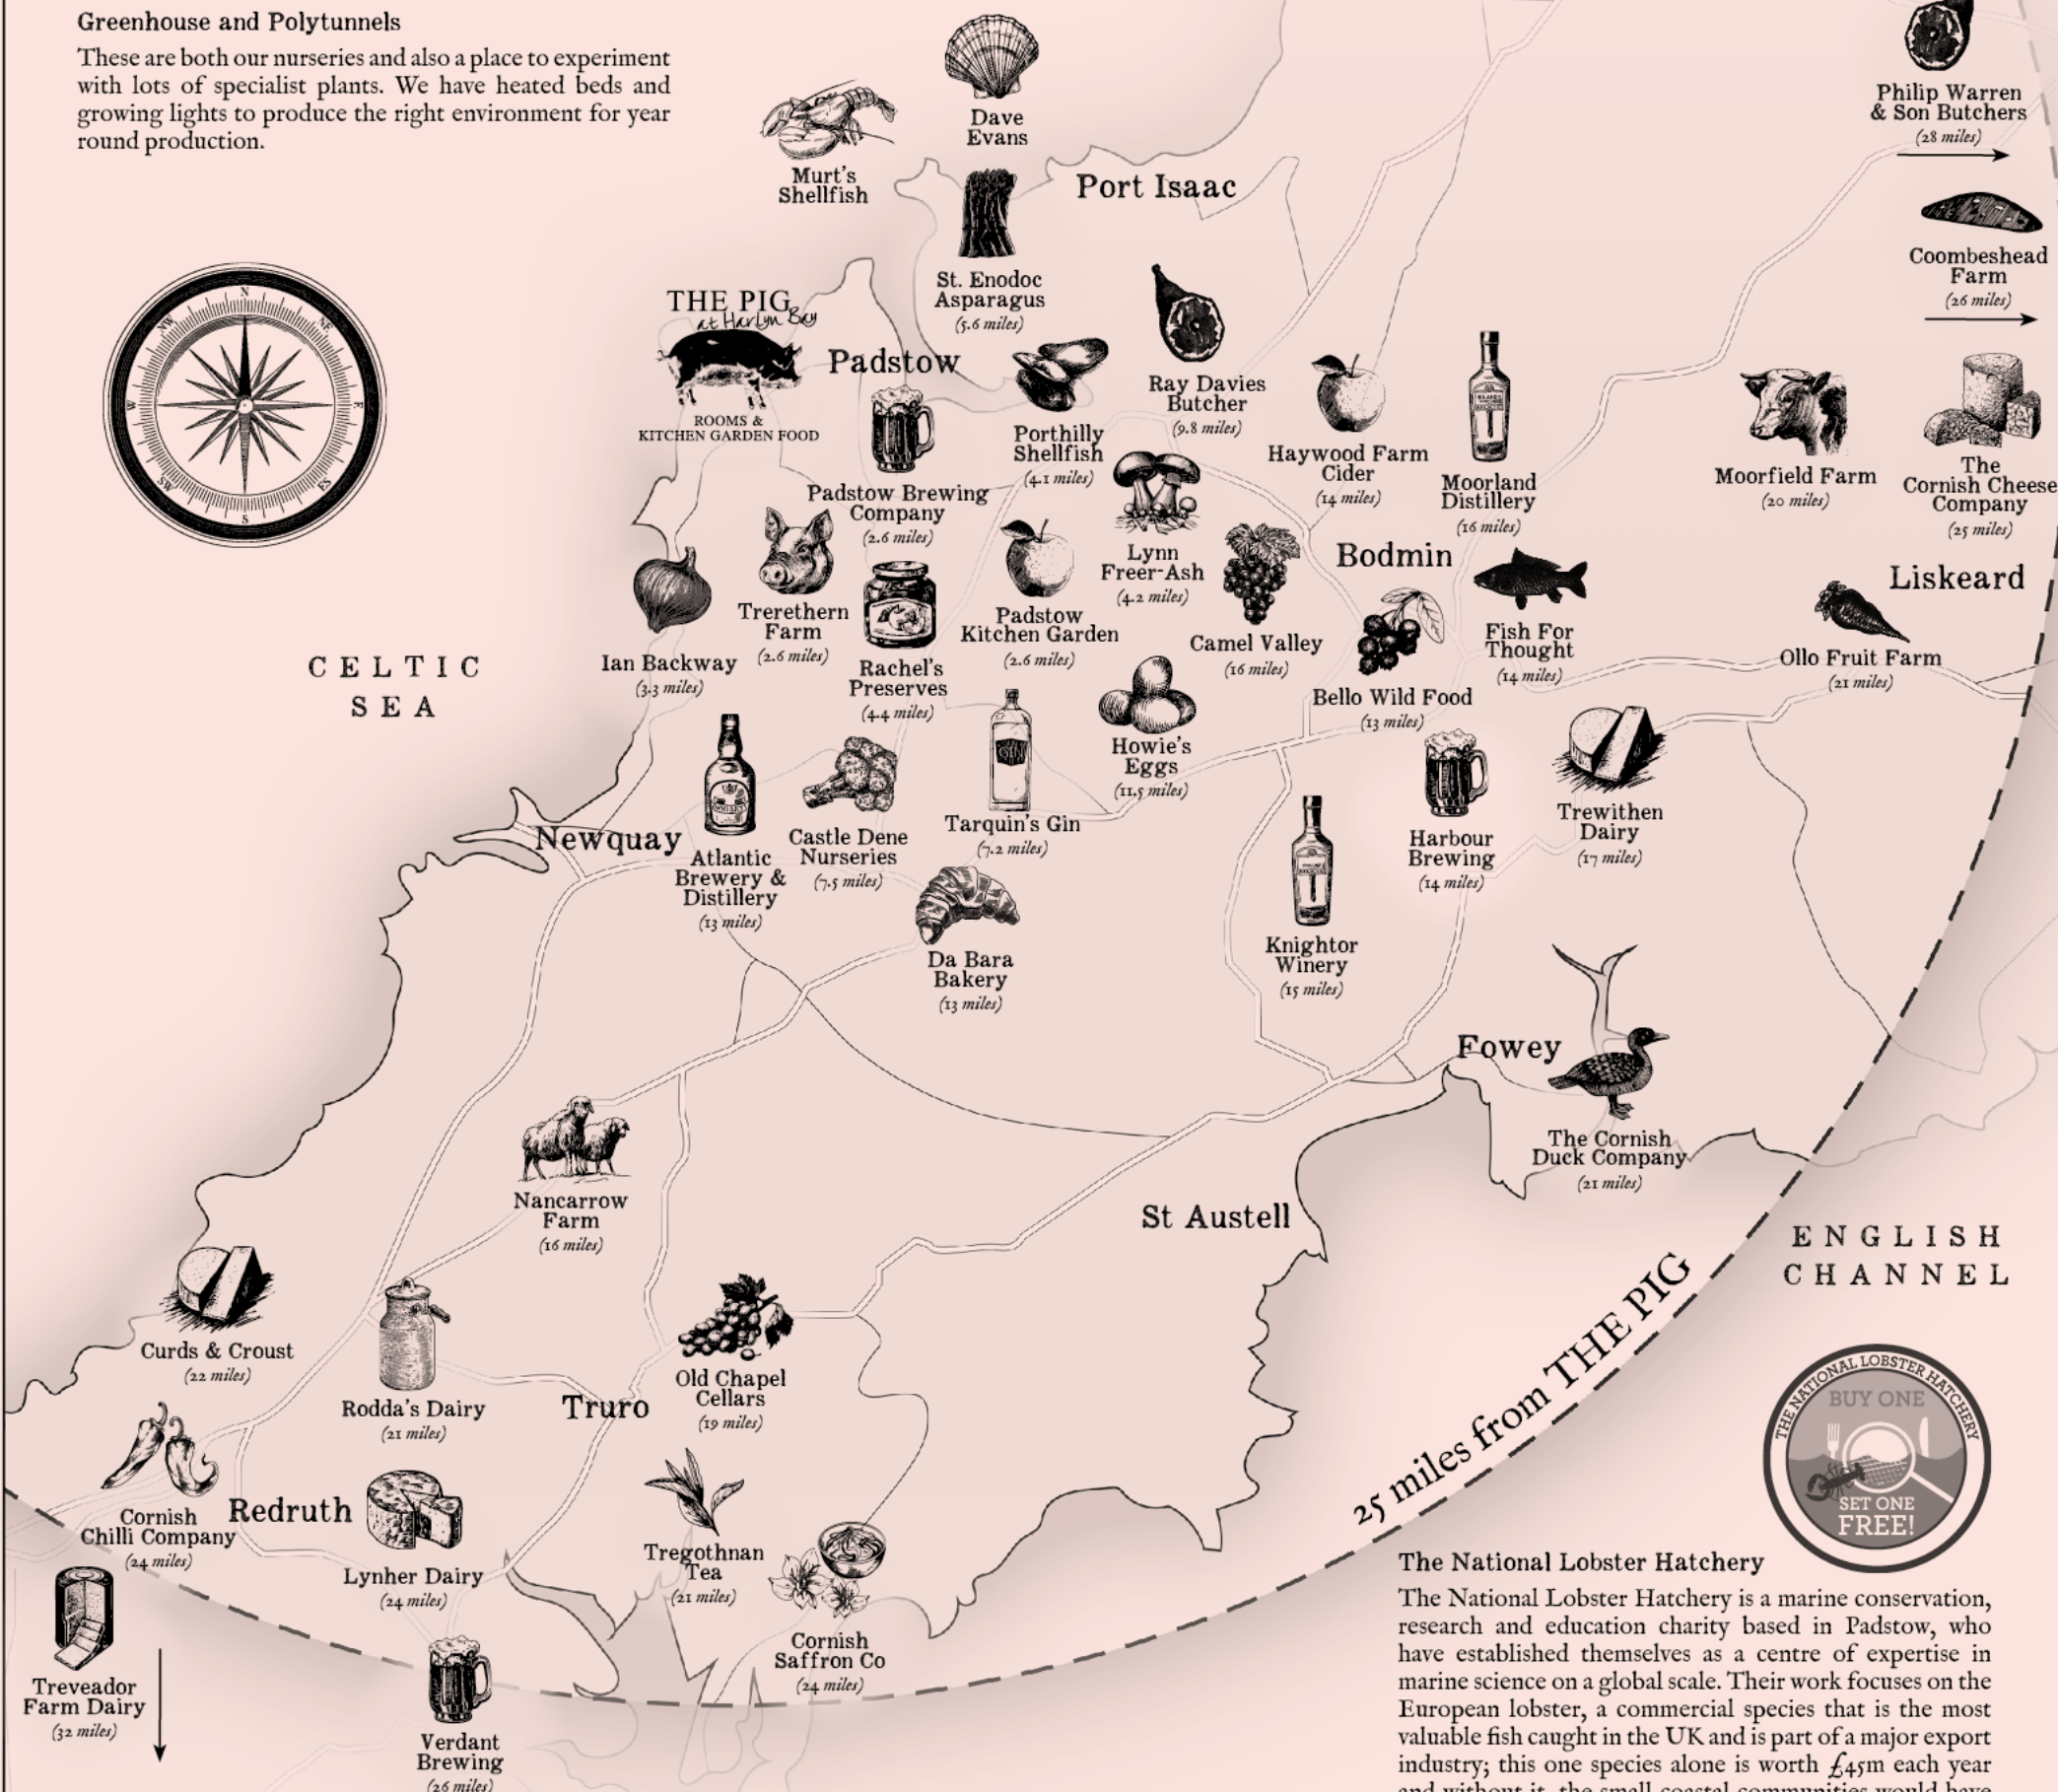 Greenhouse and Polytunnels
These are both our nurseries and also a place to experiment
with lots of specialist plants. We have heated beds and
growing lights to produce the right environment for year
round production.
Dave
Evans
Murt's
Shellfish
Philip Warren
& Son Butchers
(28 miles)
Port Isaac
Coombeshead
Farm
(26 miles)
St. Enodoc
Asparagus
(5.6 miles)
N
NE
E
ES
S
SW
W
NW
THE PIG
at Harlyn Bay
ROOMS &
KITCHEN GARDEN FOOD
Padstow
Padstow Brewing
Company
(2.6 miles)
Porthilly
Shellfish
(4.1 miles)
Ray Davies
Butcher
(9.8 miles)
Haywood Farm
Cider
(14 miles)
Moorland
Distillery
(16 miles)
Moorfield Farm
(20 miles)
The
Cornish Cheese
Company
(25 miles)
Lynn
Freer-Ash
(4.2 miles)
Bodmin
Liskeard
CELTIC
SEA
Ian Backway
(3.3 miles)
Trerethern
Farm
(2.6 miles)
Rachel's
Preserves
(4.4 miles)
Padstow
Kitchen Garden
(2.6 miles)
Camel Valley
(16 miles)
Fish For
Thought
(14 miles)
Ollo Fruit Farm
(21 miles)
Bello Wild Food
(13 miles)
Howie's
Eggs
(11.5 miles)
GIN
Tarquin's Gin
(7.2 miles)
Newquay
WHISKY
Atlantic
Brewery &
Distillery
(13 miles)
Castle Dene
Nurseries
(7.5 miles)
Harbour
Brewing
(14 miles)
Trewithen
Dairy
(17 miles)
Da Bara
Bakery
(13 miles)
Knightor
Winery
(15 miles)
Fowey
The Cornish
Duck Company
(21 miles)
Nancarrow
Farm
(16 miles)
St Austell
ENGLISH
CHANNEL
25 miles from THE PIG
Curds & Croust
(22 miles)
Rodda's Dairy
(21 miles)
Truro
Old Chapel
Cellars
(19 miles)
Cornish
Chilli Company
(24 miles)
Redruth
Lynher Dairy
(24 miles)
Tregothnan
Tea
(21 miles)
Cornish
Saffron Co
(24 miles)
Treveador
Farm Dairy
(32 miles)
Verdant
Brewing
(26 miles)
THE NATIONAL LOBSTER HATCHERY
BUY ONE
SET ONE
FREE!
The National Lobster Hatchery
The National Lobster Hatchery is a marine conservation,
research and education charity based in Padstow, who
have established themselves as a centre of expertise in
marine science on a global scale. Their work focuses on the
European lobster, a commercial species that is the most
valuable fish caught in the UK and is part of a major export
industry; this one species alone is worth £45m each year
and without it, the small coastal communities would have